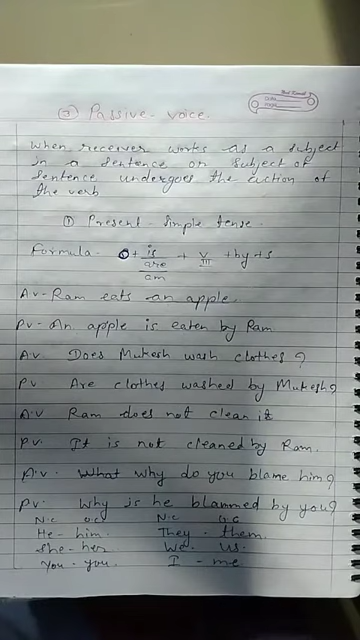 ② Passive - voice.
Date
Page
When receiver works as a subject
in a sentence or subject of
sentence undergoes the action of
the verb
① Present - Simple tense.
Formula - O + is/are/am + V III + by + S
A.V - Ram eats an apple.
P.V - An apple is eaten by Ram.
A.V. Does Mukesh wash clothes?
P.V. Are clothes washed by Mukesh?
A.V Ram does not clean it
P.V. It is not cleaned by Ram.
A.V. What why do you blame him?
P.V. Why is he blammed by you?
N.C O.C N.C O.C
He - him. They - them.
She - her. We - us.
You - you. I - me